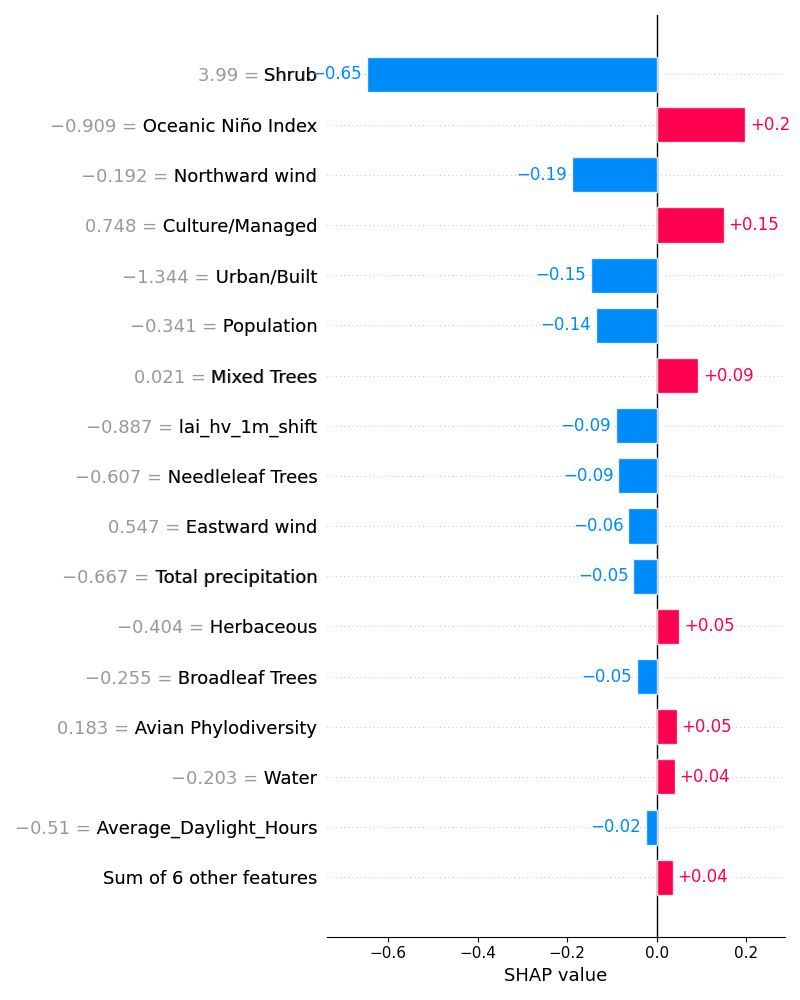 3.99 = Shrub −0.65
−0.909 = Oceanic Niño Index +0.2
−0.192 = Northward wind −0.19
0.748 = Culture/Managed +0.15
−1.344 = Urban/Built −0.15
−0.341 = Population −0.14
0.021 = Mixed Trees +0.09
−0.887 = lai_hv_1m_shift −0.09
−0.607 = Needleleaf Trees −0.09
0.547 = Eastward wind −0.06
−0.667 = Total precipitation −0.05
−0.404 = Herbaceous +0.05
−0.255 = Broadleaf Trees −0.05
0.183 = Avian Phylodiversity +0.05
−0.203 = Water +0.04
−0.51 = Average_Daylight_Hours −0.02
Sum of 6 other features +0.04
−0.6 −0.4 −0.2 0.0 0.2
SHAP value